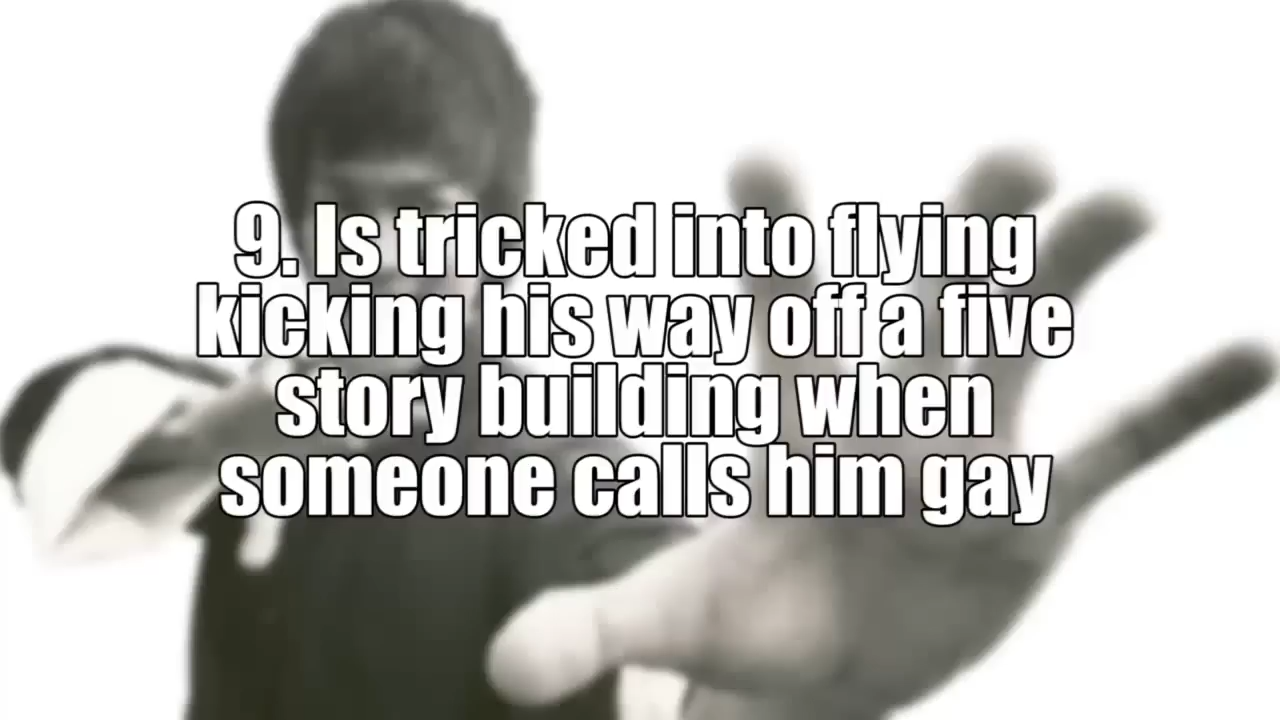 9. Is tricked into flying
kicking his way off a five
story building when
someone calls him gay